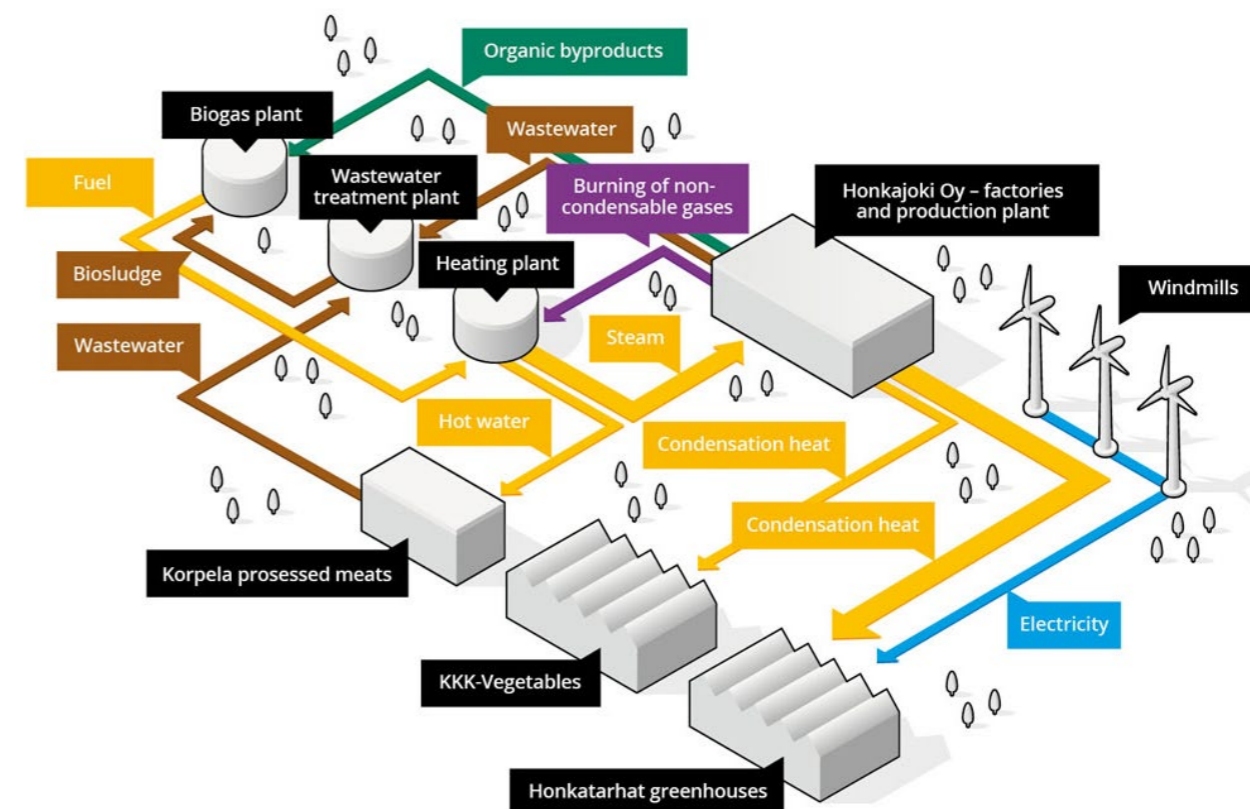 Organic byproducts
Biogas plant
Wastewater
Fuel
Wastewater
treatment plant
Burning of non-
condensable gases
Honkajoki Oy – factories
and production plant
Heating plant
Biosludge
Windmills
Wastewater
Steam
Hot water
Condensation heat
Condensation heat
Korpela prosessed meats
Electricity
KKK-Vegetables
Honkatarhat greenhouses